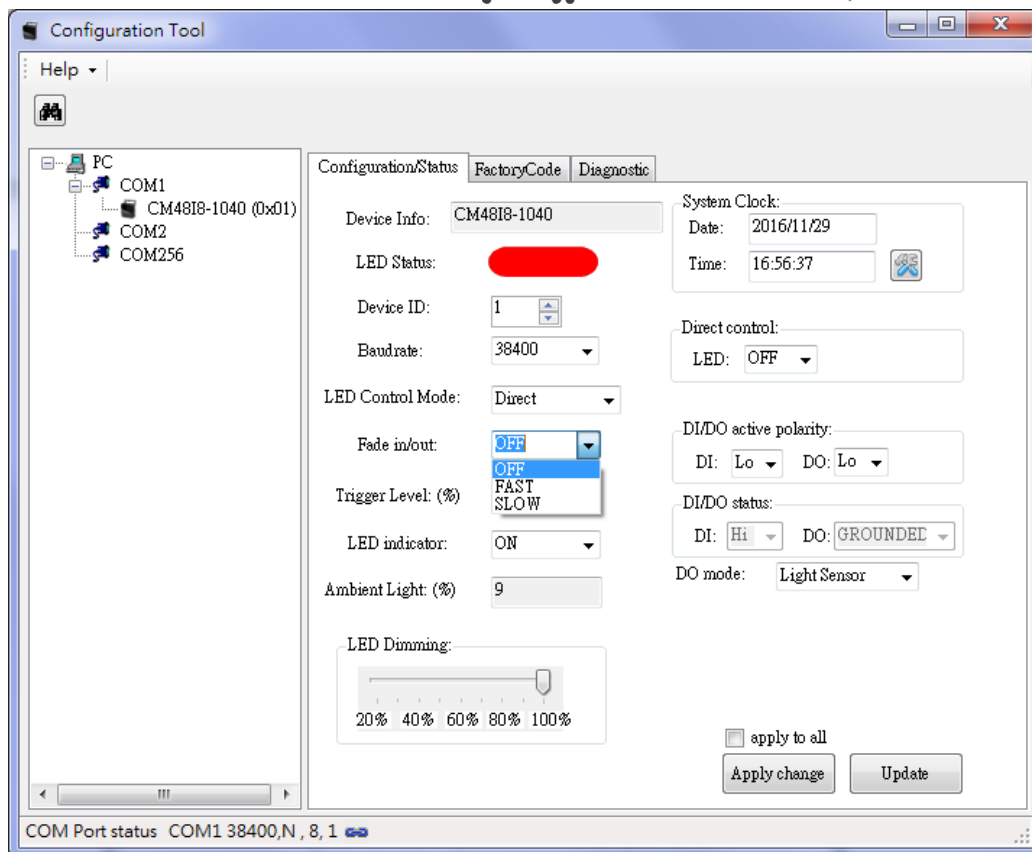 Configuration Tool
Help
PC
COM1
CM48I8-1040 (0x01)
COM2
COM256
Configuration/Status FactoryCode Diagnostic
Device Info: CM48I8-1040
LED Status:
Device ID: 1
Baudrate: 38400
LED Control Mode: Direct
Fade in/out: OFF
OFF
FAST
SLOW
Trigger Level: (%)
LED indicator: ON
Ambient Light: (%) 9
LED Dimming:
20% 40% 60% 80% 100%
System Clock:
Date: 2016/11/29
Time: 16:56:37
Direct control:
LED: OFF
DI/DO active polarity:
DI: Lo DO: Lo
DI/DO status:
DI: Hi DO: GROUNDED
DO mode: Light Sensor
apply to all
Apply change Update
COM Port status COM1 38400,N , 8, 1